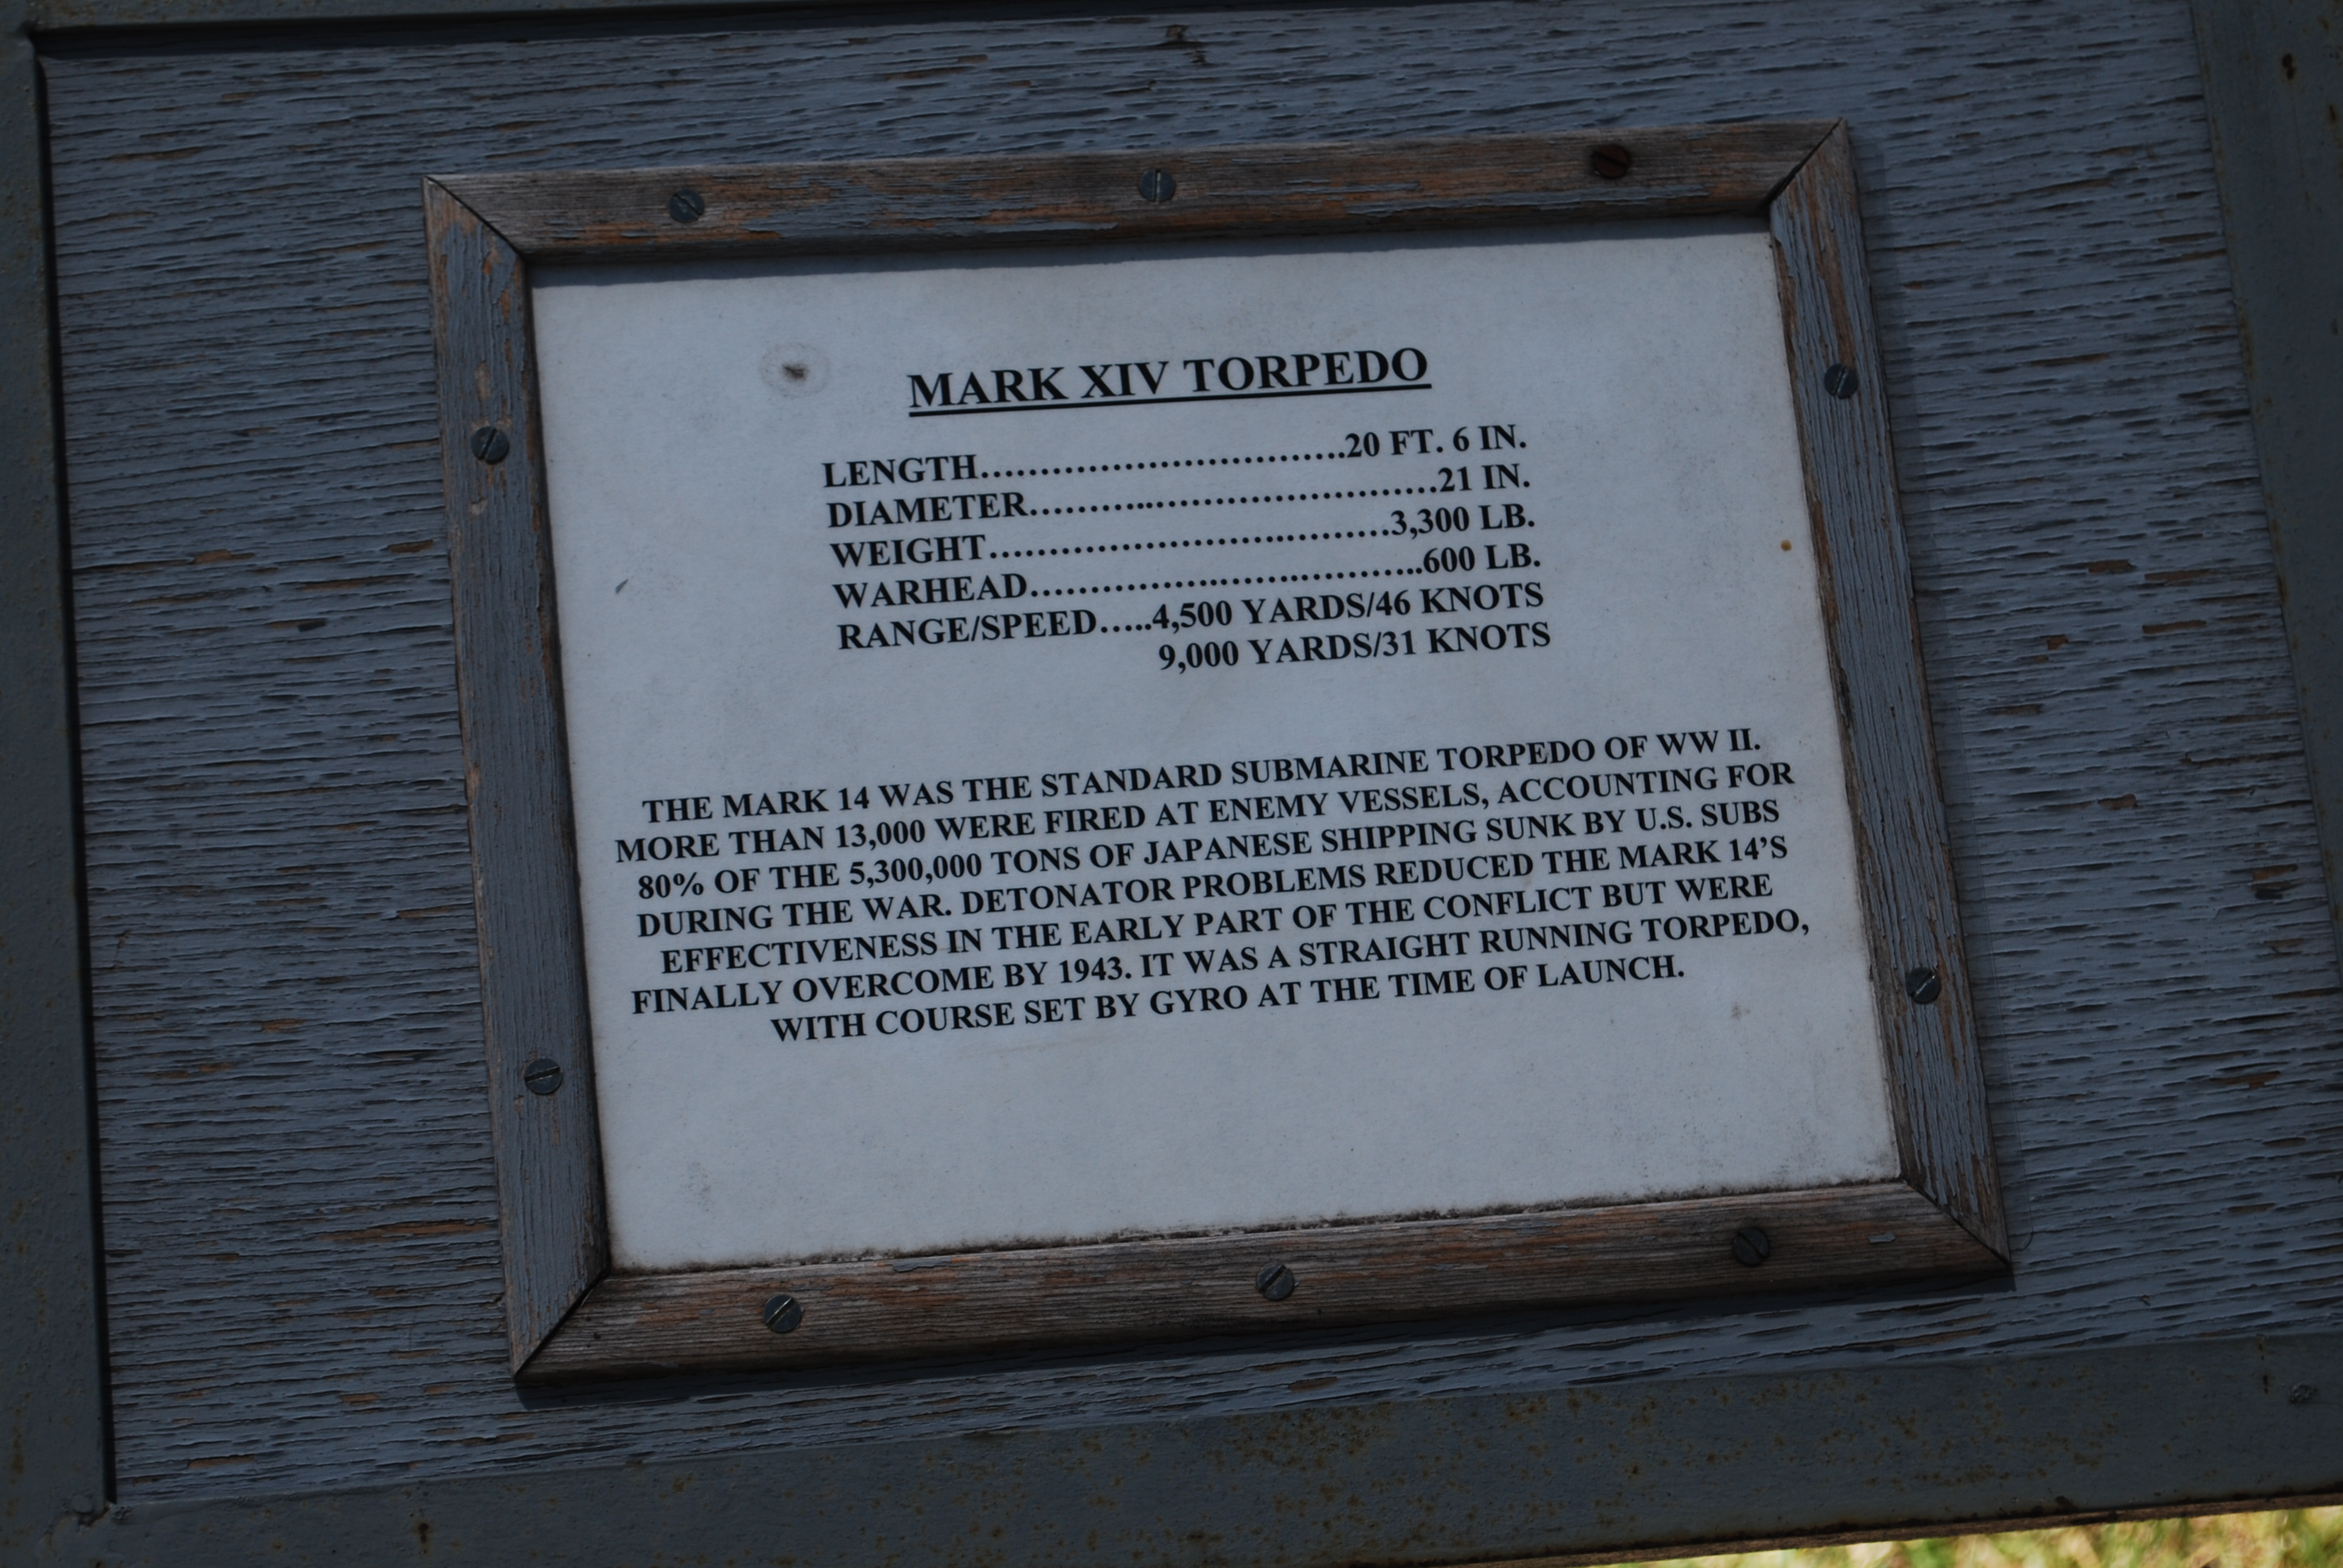 MARK XIV TORPEDO
LENGTH.................................20 FT. 6 IN.
DIAMETER.....................................21 IN.
WEIGHT....................................3,300 LB.
WARHEAD...................................600 LB.
RANGE/SPEED.....4,500 YARDS/46 KNOTS
9,000 YARDS/31 KNOTS
THE MARK 14 WAS THE STANDARD SUBMARINE TORPEDO OF WW II.
MORE THAN 13,000 WERE FIRED AT ENEMY VESSELS, ACCOUNTING FOR
80% OF THE 5,300,000 TONS OF JAPANESE SHIPPING SUNK BY U.S. SUBS
DURING THE WAR. DETONATOR PROBLEMS REDUCED THE MARK 14'S
EFFECTIVENESS IN THE EARLY PART OF THE CONFLICT BUT WERE
FINALLY OVERCOME BY 1943. IT WAS A STRAIGHT RUNNING TORPEDO,
WITH COURSE SET BY GYRO AT THE TIME OF LAUNCH.